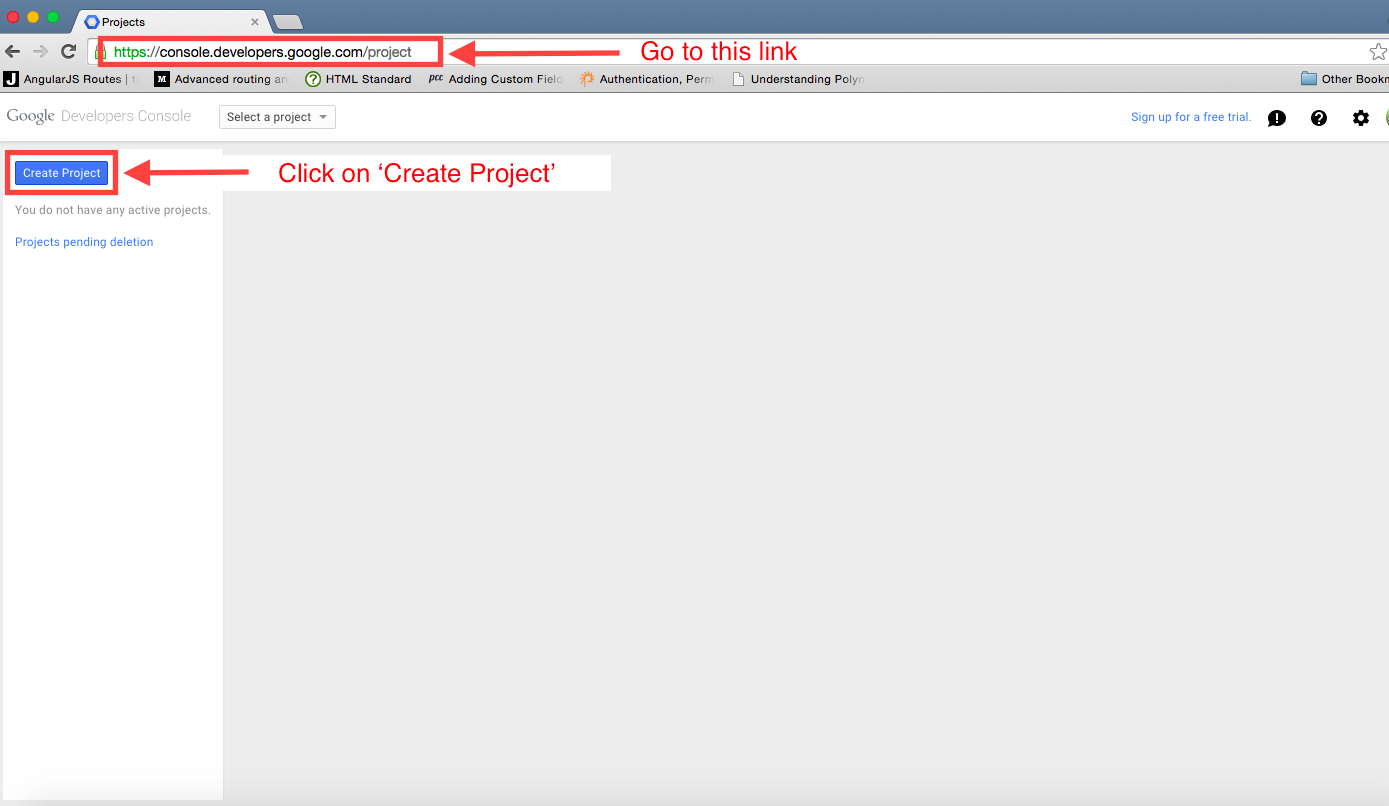 Projects
https://console.developers.google.com/project
Go to this link
AngularJS Routes
Advanced routing an
HTML Standard
pcc Adding Custom Field
Authentication, Perm
Understanding Polyn
Other Bookm
Google Developers Console
Select a project
Sign up for a free trial.
Create Project
Click on ‘Create Project’
You do not have any active projects.
Projects pending deletion